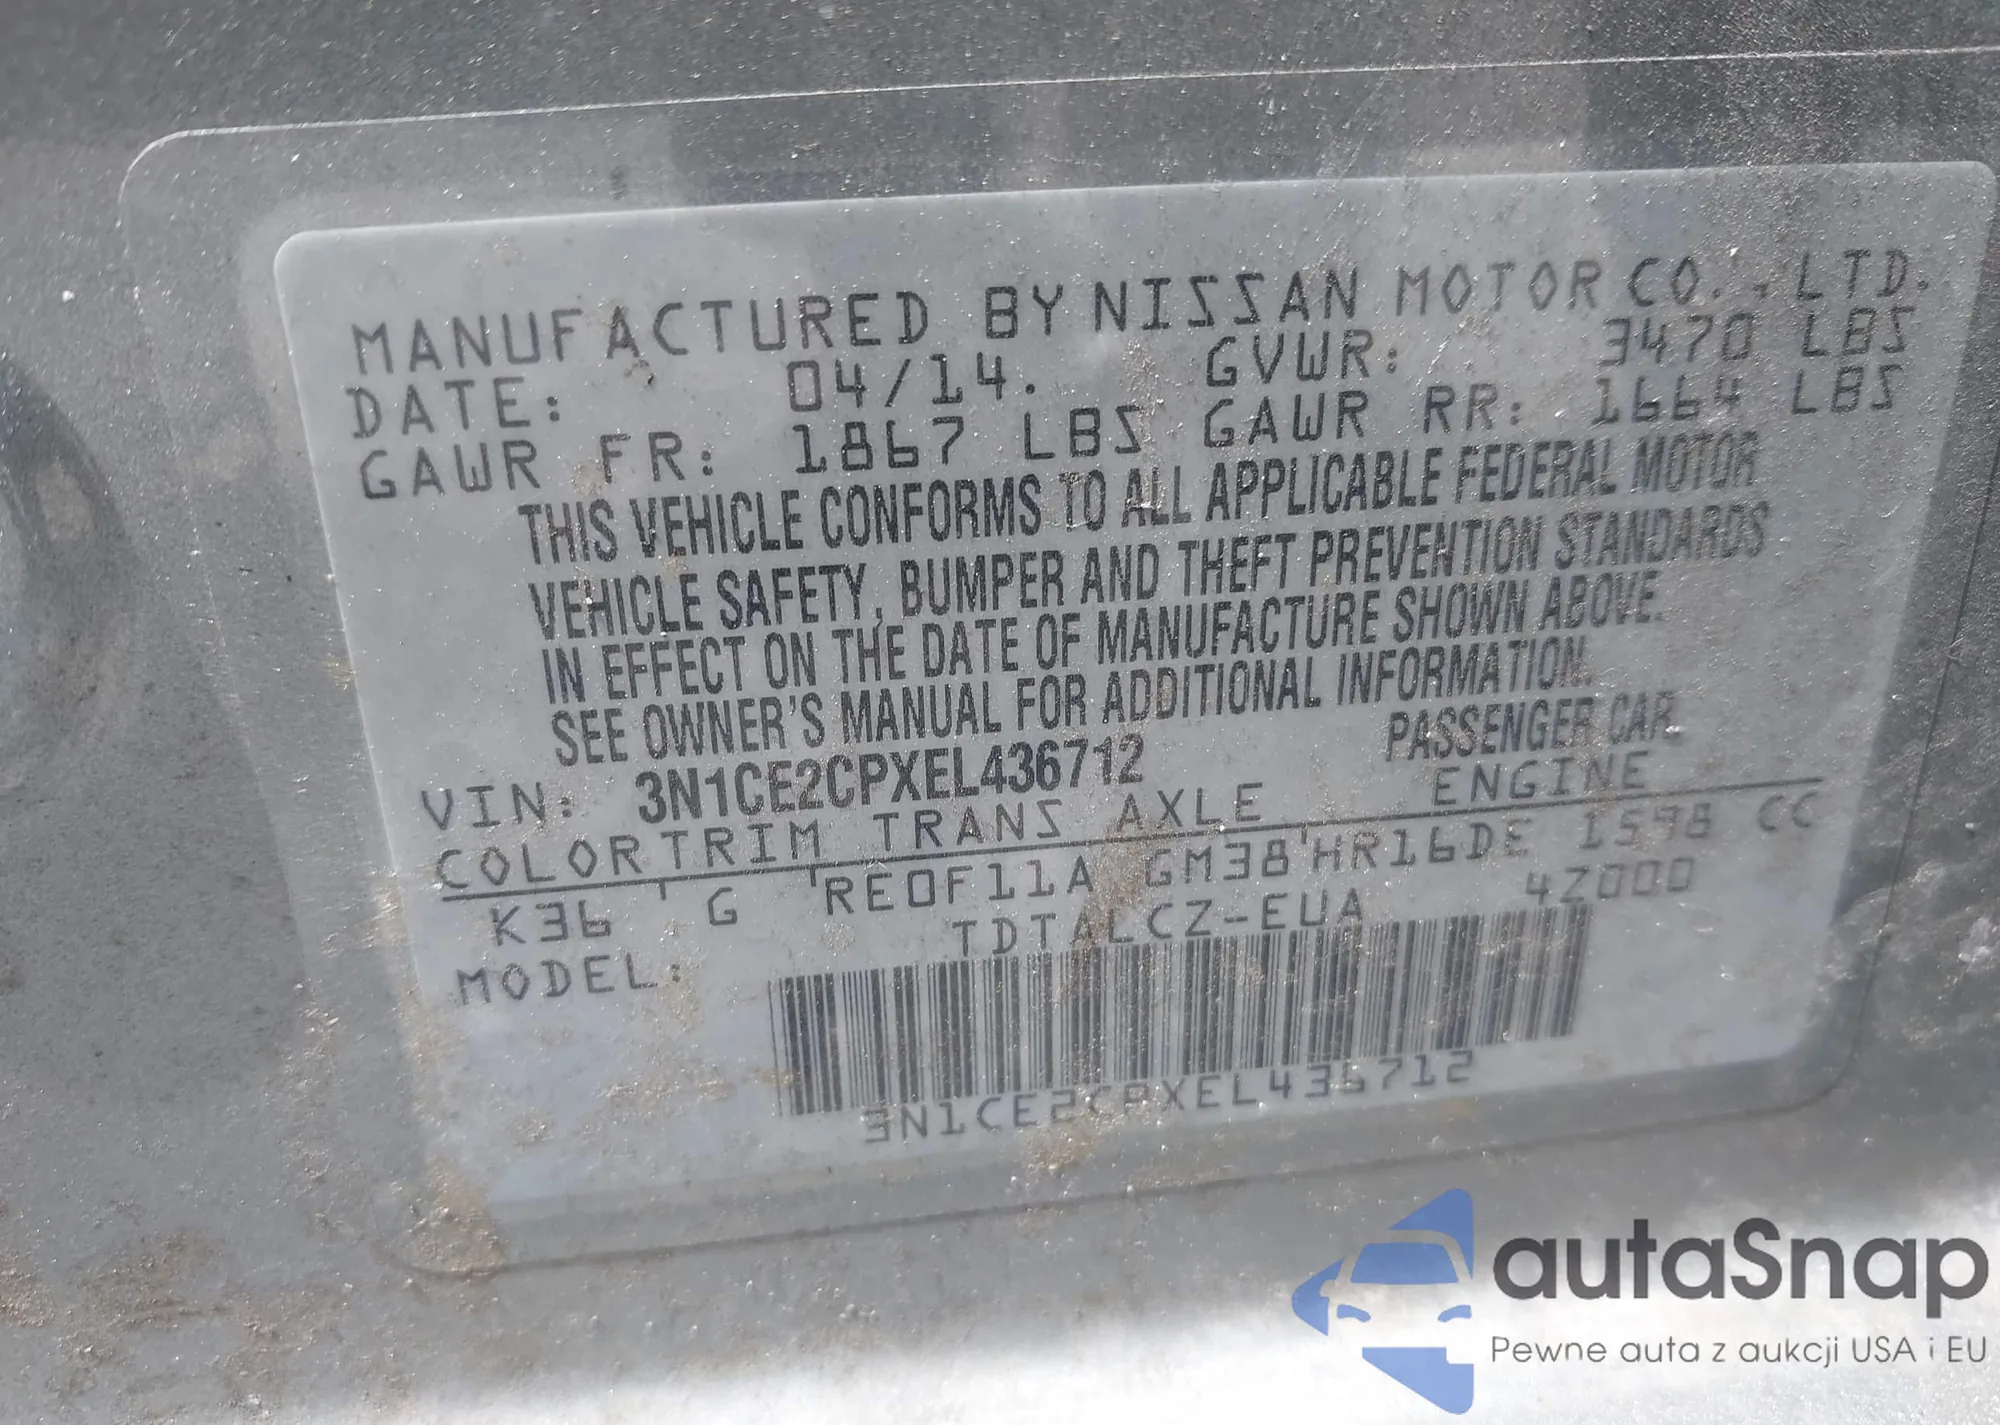 MANUFACTURED BY NISSAN MOTOR CO., LTD.
DATE: 04/14. GVWR: 3470 LBS
GAWR FR: 1867 LBS GAWR RR: 1664 LBS
THIS VEHICLE CONFORMS TO ALL APPLICABLE FEDERAL MOTOR
VEHICLE SAFETY, BUMPER AND THEFT PREVENTION STANDARDS
IN EFFECT ON THE DATE OF MANUFACTURE SHOWN ABOVE.
SEE OWNER'S MANUAL FOR ADDITIONAL INFORMATION.
VIN: 3N1CE2CPXEL436712 PASSENGER CAR
COLOR TRIM TRANS AXLE ENGINE
K36 G RE0F11A GM38 HR16DE 1598 CC
MODEL: TDTALCZ-EUA 4Z000
3N1CE2CPXEL436712
autaSnap
Pewne auta z aukcji USA i EU